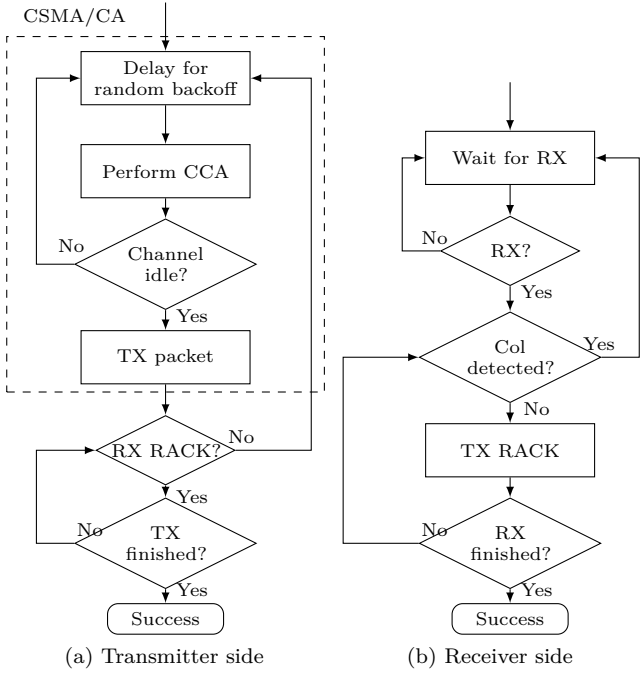 CSMA/CA
Delay for
random backoff
Perform CCA
No
Channel
idle?
Yes
TX packet
RX RACK?
No
Yes
No
TX
finished?
Yes
Success
(a) Transmitter side
Wait for RX
No
RX?
Yes
Col
detected?
Yes
No
TX RACK
No
RX
finished?
Yes
Success
(b) Receiver side